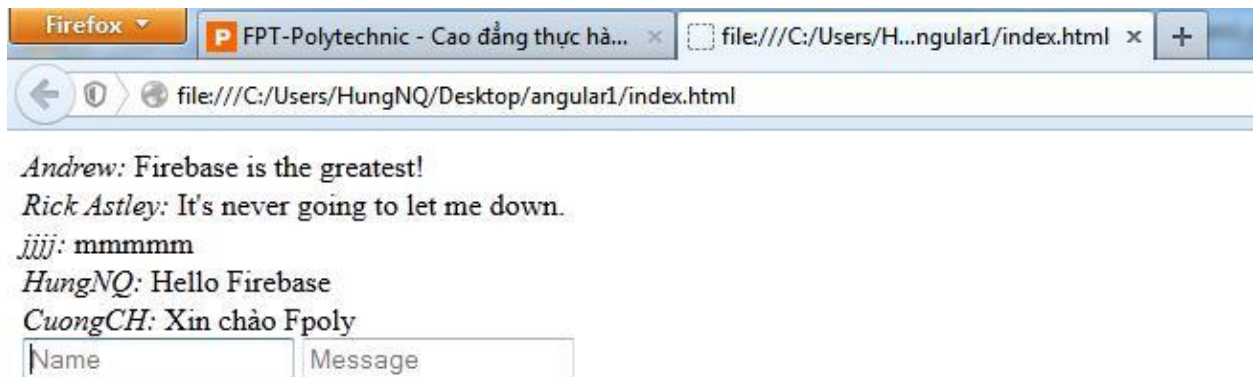 Firefox
P FPT-Polytechnic - Cao đẳng thực hà... × file:///C:/Users/H...ngular1/index.html × +
file:///C:/Users/HungNQ/Desktop/angular1/index.html
Andrew: Firebase is the greatest!
Rick Astley: It's never going to let me down.
jjjj: mmmmm
HungNQ: Hello Firebase
CuongCH: Xin chào Fpoly
Name Message